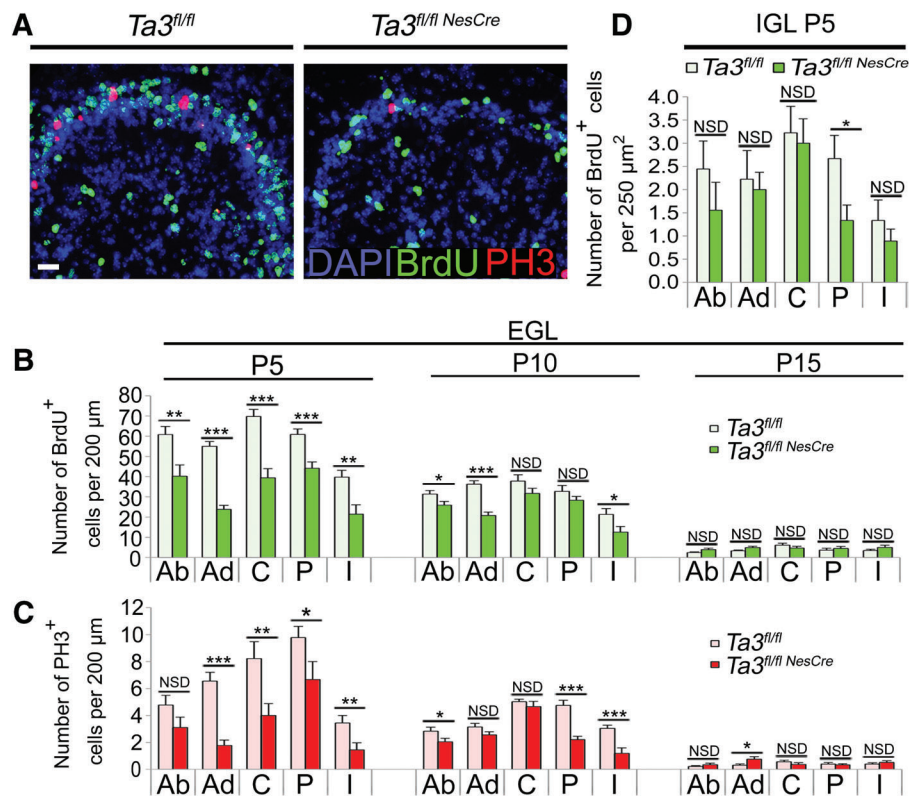 A
Ta3fl/fl
Ta3fl/fl NesCre
DAPI BrdU PH3
D
IGL P5
Ta3fl/fl
Ta3fl/fl NesCre
Number of BrdU+ cells
per 250 µm2
4.0
3.5
3.0
2.5
2.0
1.5
1.0
0.5
0.0
NSD
NSD
NSD
*
NSD
Ab Ad C P I
EGL
B
P5
P10
P15
Number of BrdU+
cells per 200 µm
80
70
60
50
40
30
20
10
0
** *** *** *** **
* *** NSD NSD *
NSD NSD NSD NSD NSD
Ta3fl/fl
Ta3fl/fl NesCre
Ab Ad C P I
Ab Ad C P I
Ab Ad C P I
C
Number of PH3+
cells per 200 µm
12
10
8
6
4
2
0
NSD *** ** * **
* NSD NSD *** ***
NSD * NSD NSD NSD
Ta3fl/fl
Ta3fl/fl NesCre
Ab Ad C P I
Ab Ad C P I
Ab Ad C P I